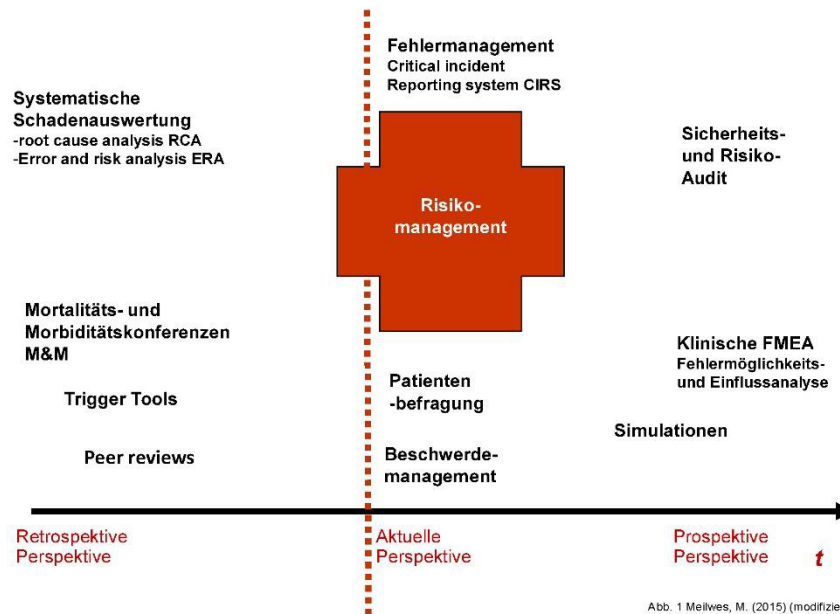 Fehlermanagement
Critical incident
Reporting system CIRS
Systematische
Schadenauswertung
-root cause analysis RCA
-Error and risk analysis ERA
Sicherheits-
und Risiko-
Audit
Risiko-
management
Mortalitäts- und
Morbiditätskonferenzen
M&M
Trigger Tools
Peer reviews
Patienten
-befragung
Beschwerde-
management
Klinische FMEA
Fehlermöglichkeits-
und Einflussanalyse
Simulationen
Retrospektive
Perspektive
Aktuelle
Perspektive
Prospektive
Perspektive
t
Abb. 1 Meilwes, M. (2015) (modifizie